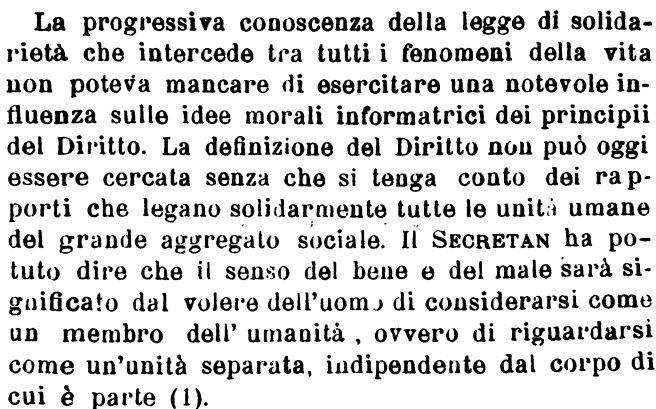 La progressiva conoscenza della legge di solida-
rietà che intercede tra tutti i fenomeni della vita
non poteva mancare di esercitare una notevole in-
fluenza sulle idee morali informatrici dei principii
del Diritto. La definizione del Diritto non può oggi
essere cercata senza che si tenga conto dei rap-
porti che legano solidarmente tutte le unità umane
del grande aggregato sociale. Il SECRETAN ha po-
tuto dire che il senso del bene e del male sarà si-
gnificato dal volere dell'uomo di considerarsi come
un membro dell' umanità, ovvero di riguardarsi
come un'unità separata, indipendente dal corpo di
cui è parte (1).